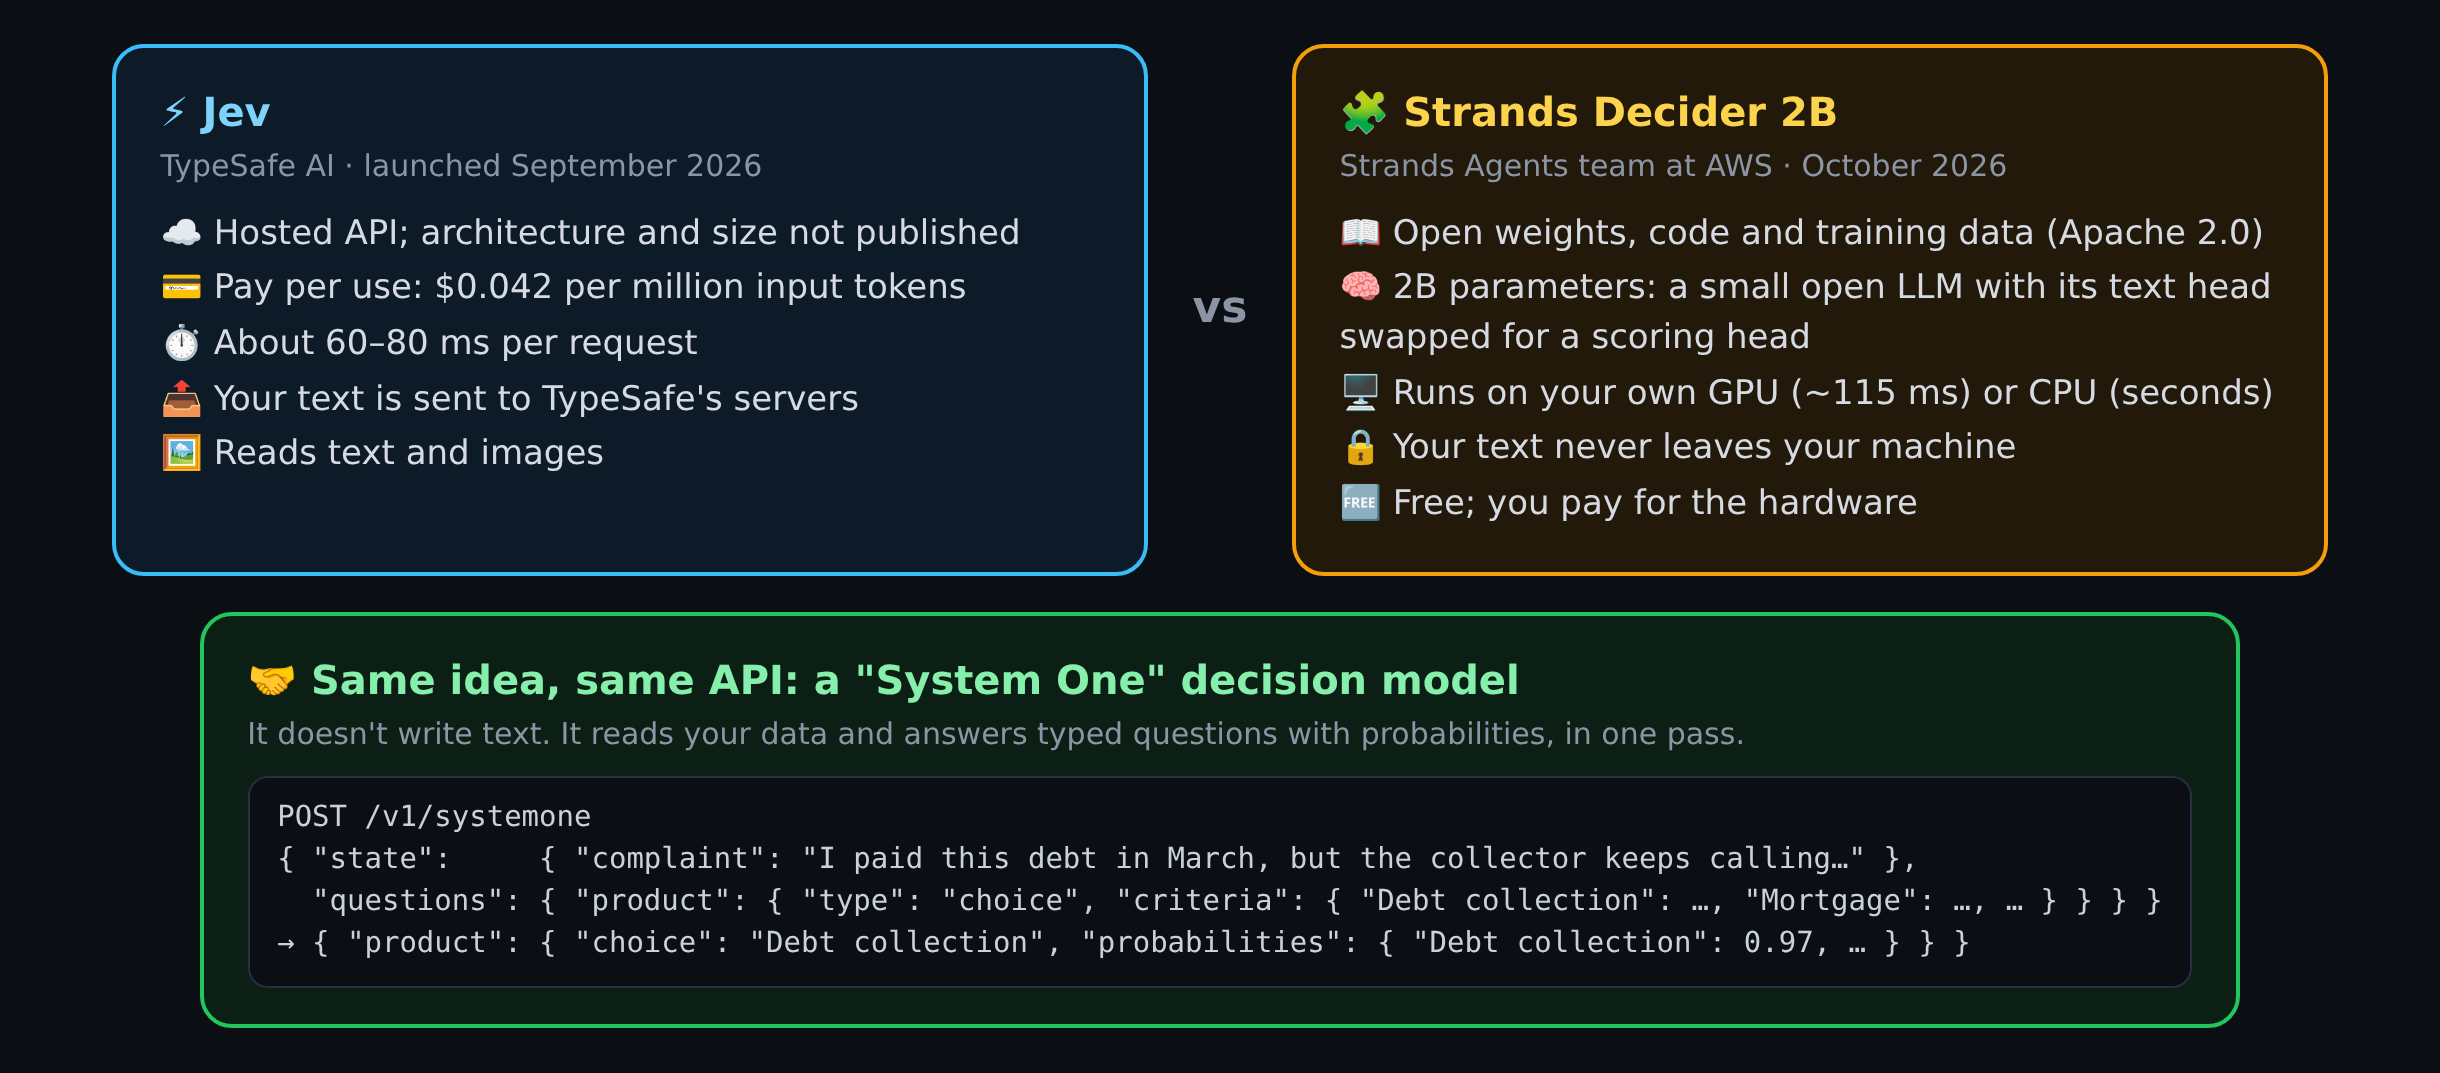 ⚡ Jev
TypeSafe AI · launched September 2026
☁️ Hosted API; architecture and size not published
💳 Pay per use: $0.042 per million input tokens
⏱️ About 60–80 ms per request
📤 Your text is sent to TypeSafe's servers
🖼️ Reads text and images
vs
🧩 Strands Decider 2B
Strands Agents team at AWS · October 2026
📖 Open weights, code and training data (Apache 2.0)
🧠 2B parameters: a small open LLM with its text head
swapped for a scoring head
🖥️ Runs on your own GPU (~115 ms) or CPU (seconds)
🔒 Your text never leaves your machine
🆓 Free; you pay for the hardware
🤝 Same idea, same API: a "System One" decision model
It doesn't write text. It reads your data and answers typed questions with probabilities, in one pass.
POST /v1/systemone
{ "state":     { "complaint": "I paid this debt in March, but the collector keeps calling…" },
  "questions": { "product": { "type": "choice", "criteria": { "Debt collection": …, "Mortgage": …, … } } } }
→ { "product": { "choice": "Debt collection", "probabilities": { "Debt collection": 0.97, … } } }